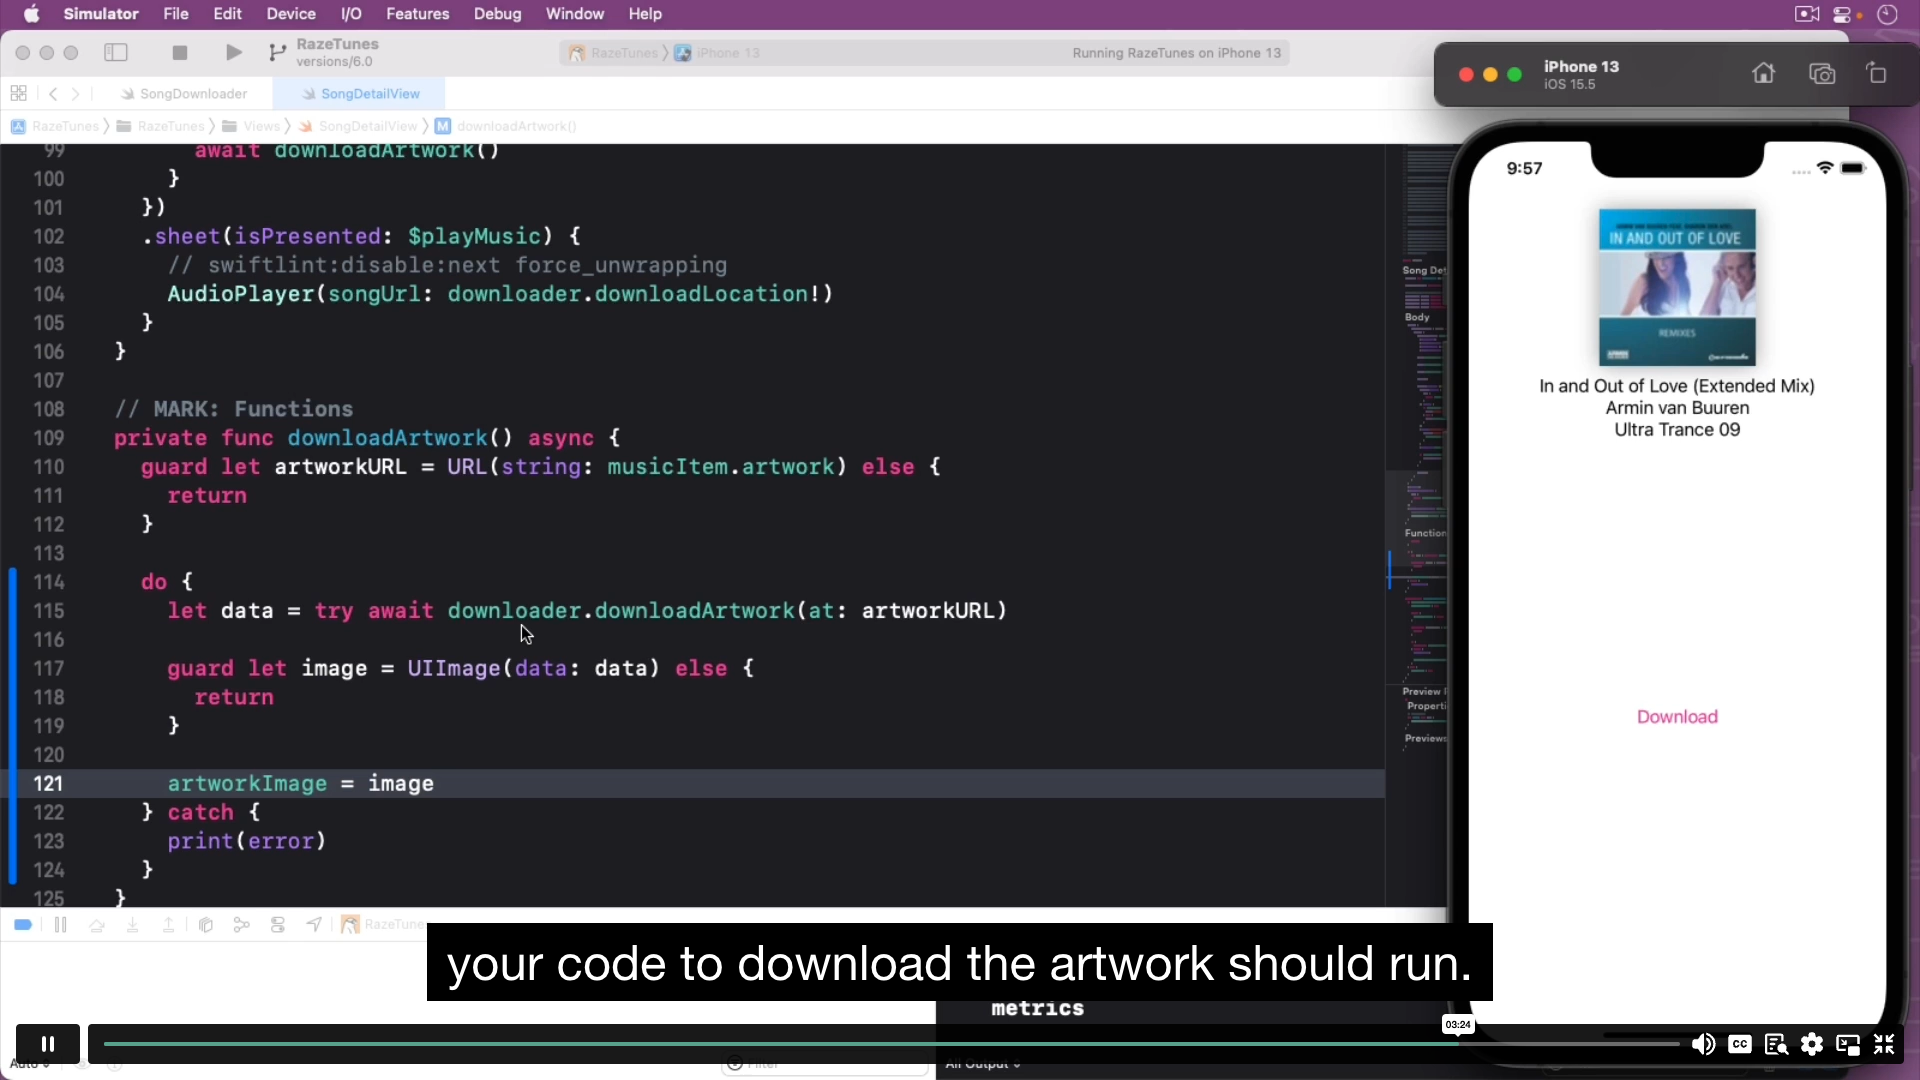 Simulator File Edit Device I/O Features Debug Window Help
RazeTunes
versions/6.0
RazeTunes iPhone 13
Running RazeTunes on iPhone 13
iPhone 13
iOS 15.5
SongDownloader
SongDetailView
RazeTunes RazeTunes Views SongDetailView M downloadArtwork()
99 await downloadArtwork()
100 }
101 })
102 .sheet(isPresented: $playMusic) {
103 // swiftlint:disable:next force_unwrapping
104 AudioPlayer(songUrl: downloader.downloadLocation!)
105 }
106 }
107
108 // MARK: Functions
109 private func downloadArtwork() async {
110 guard let artworkURL = URL(string: musicItem.artwork) else {
111 return
112 }
113
114 do {
115 let data = try await downloader.downloadArtwork(at: artworkURL)
116
117 guard let image = UIImage(data: data) else {
118 return
119 }
120
121 artworkImage = image
122 } catch {
123 print(error)
124 }
125 }
Song Det
Body
Function
Preview P
Properti
Previews
9:57
IN AND OUT OF LOVE
REMIXES
In and Out of Love (Extended Mix)
Armin van Buuren
Ultra Trance 09
Download
RazeTune
your code to download the artwork should run.
metrics
03:24
CC
Auto
Filter
All Output